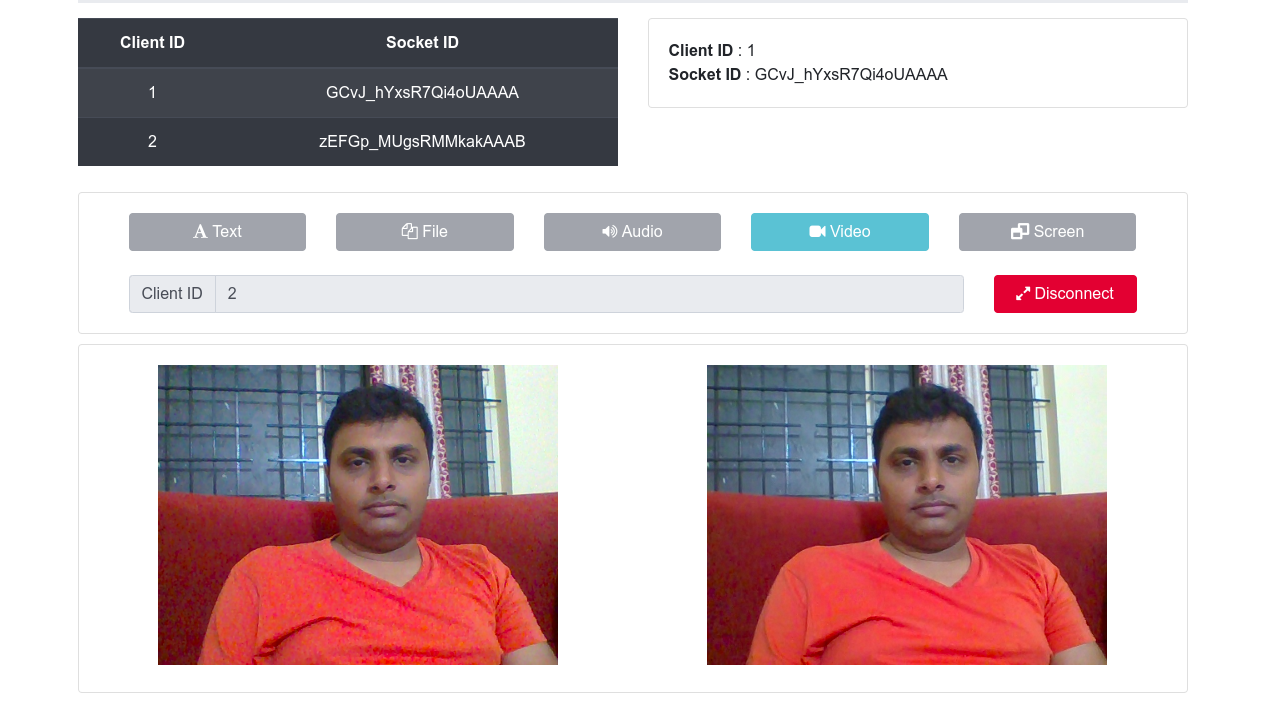 Client ID Socket ID
1 GCvJ_hYxsR7Qi4oUAAAA
2 zEFGp_MUgsRMMkakAAAB
Client ID : 1
Socket ID : GCvJ_hYxsR7Qi4oUAAAA
Text File Audio Video Screen
Client ID 2 Disconnect